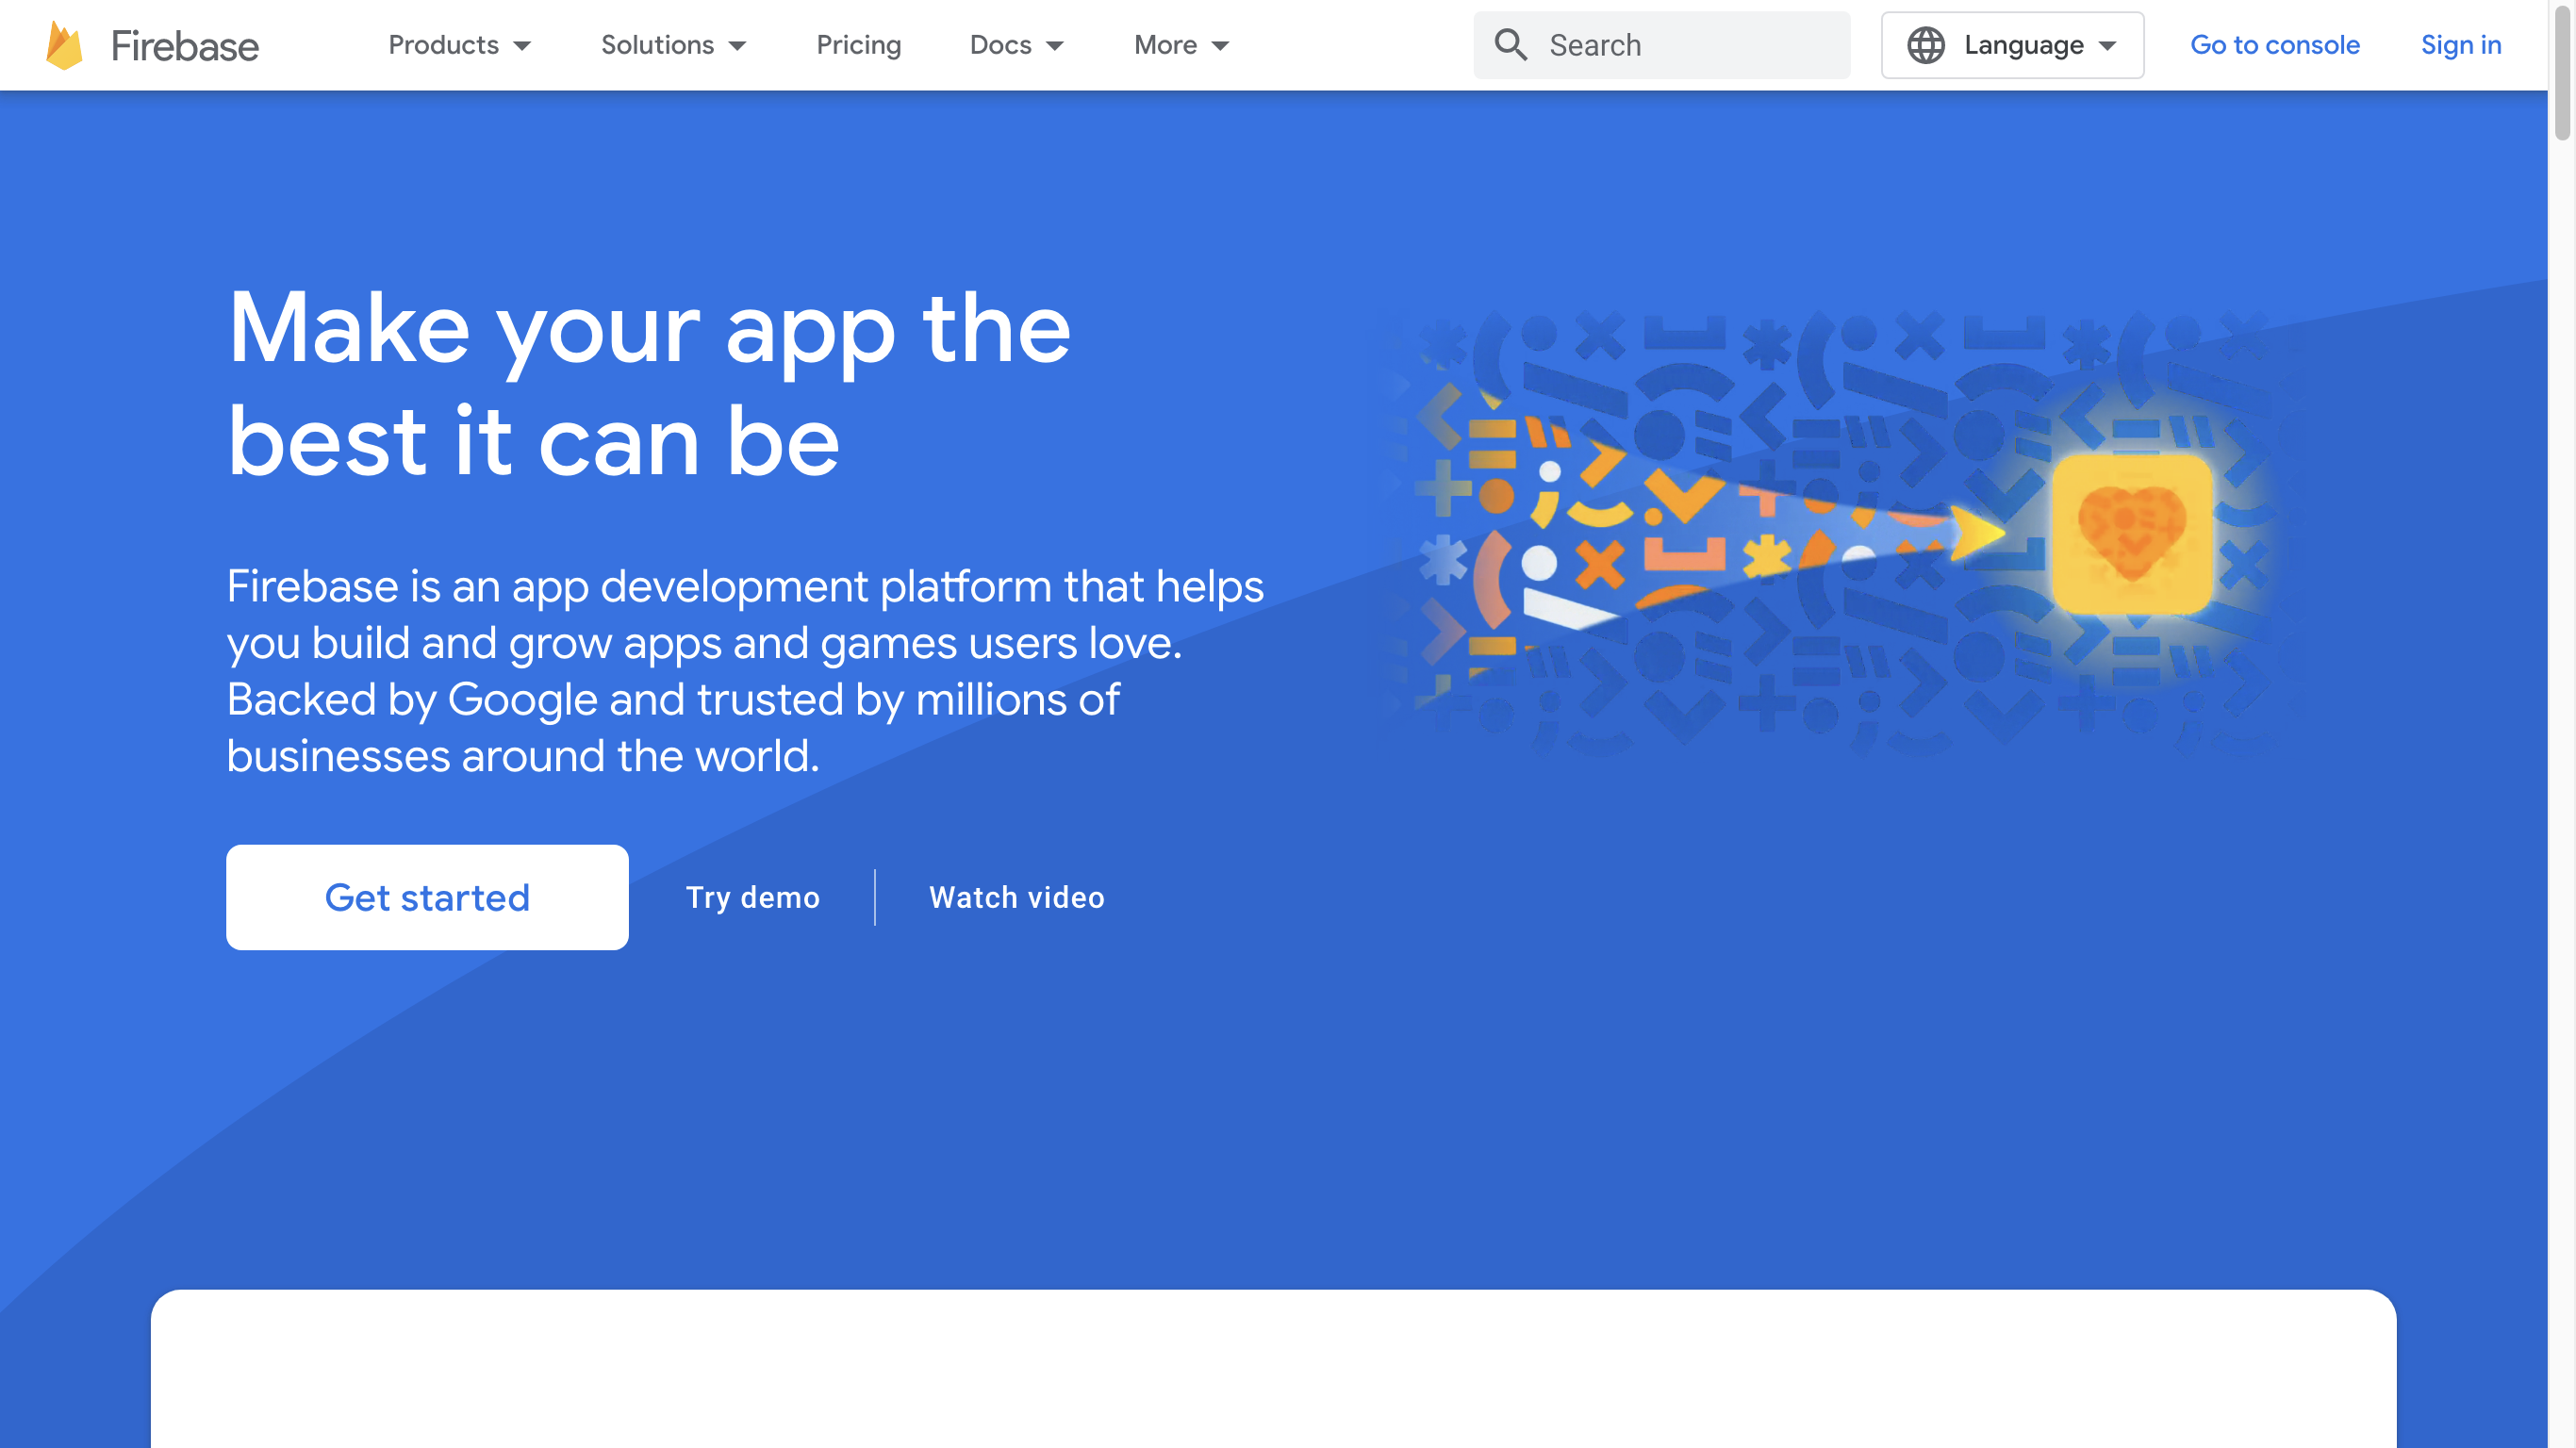 Firebase
Products
Solutions
Pricing
Docs
More
Search
Language
Go to console
Sign in
Make your app the
best it can be
Firebase is an app development platform that helps
you build and grow apps and games users love.
Backed by Google and trusted by millions of
businesses around the world.
Get started
Try demo
Watch video